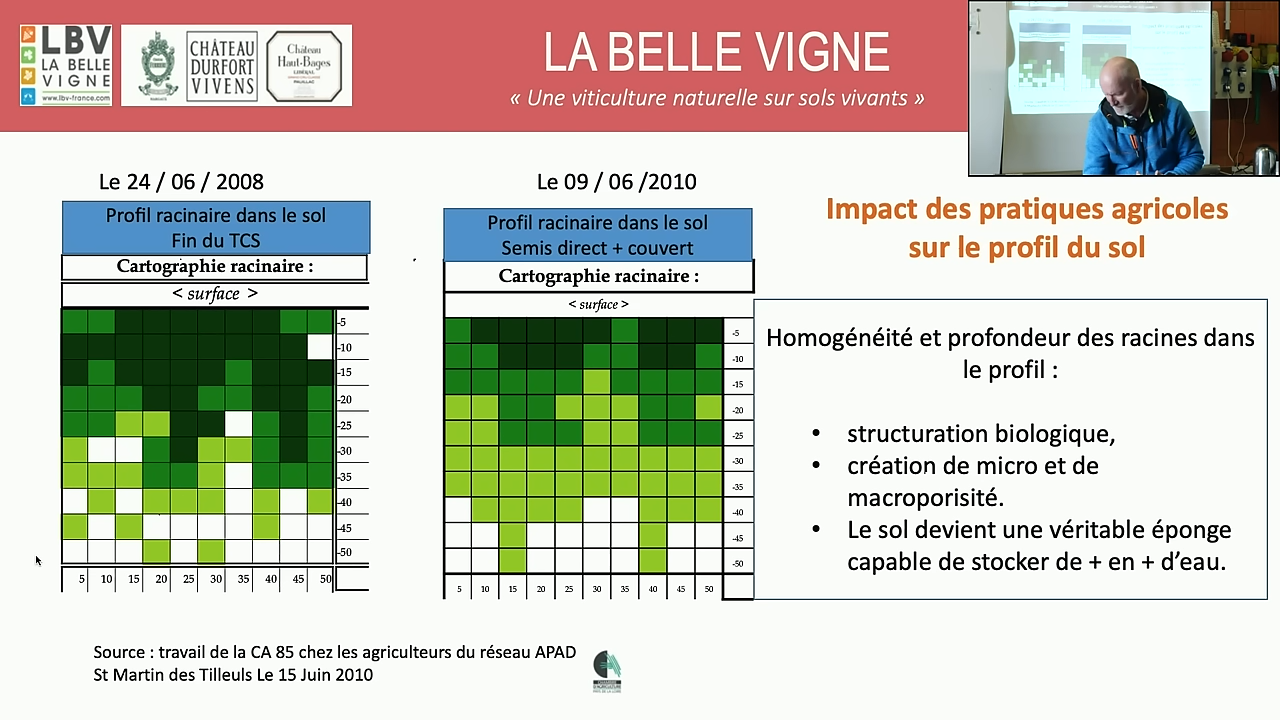 LBV
LA BELLE
VIGNE
www.lbv-france.com
CHÂTEAU
DURFORT
VIVENS
Château
Haut-Bages
LIBÉRAL
PAUILLAC
LA BELLE VIGNE
« Une viticulture naturelle sur sols vivants »
Le 24 / 06 / 2008
Profil racinaire dans le sol
Fin du TCS
Cartographie racinaire :
< surface >
-5
-10
-15
-20
-25
-30
-35
-40
-45
-50
5 10 15 20 25 30 35 40 45 50
Le 09 / 06 /2010
Profil racinaire dans le sol
Semis direct + couvert
Cartographie racinaire :
< surface >
-5
-10
-15
-20
-25
-30
-35
-40
-45
-50
5 10 15 20 25 30 35 40 45 50
Impact des pratiques agricoles
sur le profil du sol
Homogénéité et profondeur des racines dans
le profil :
• structuration biologique,
• création de micro et de
macroporisité.
• Le sol devient une véritable éponge
capable de stocker de + en + d'eau.
Source : travail de la CA 85 chez les agriculteurs du réseau APAD
St Martin des Tilleuls Le 15 Juin 2010